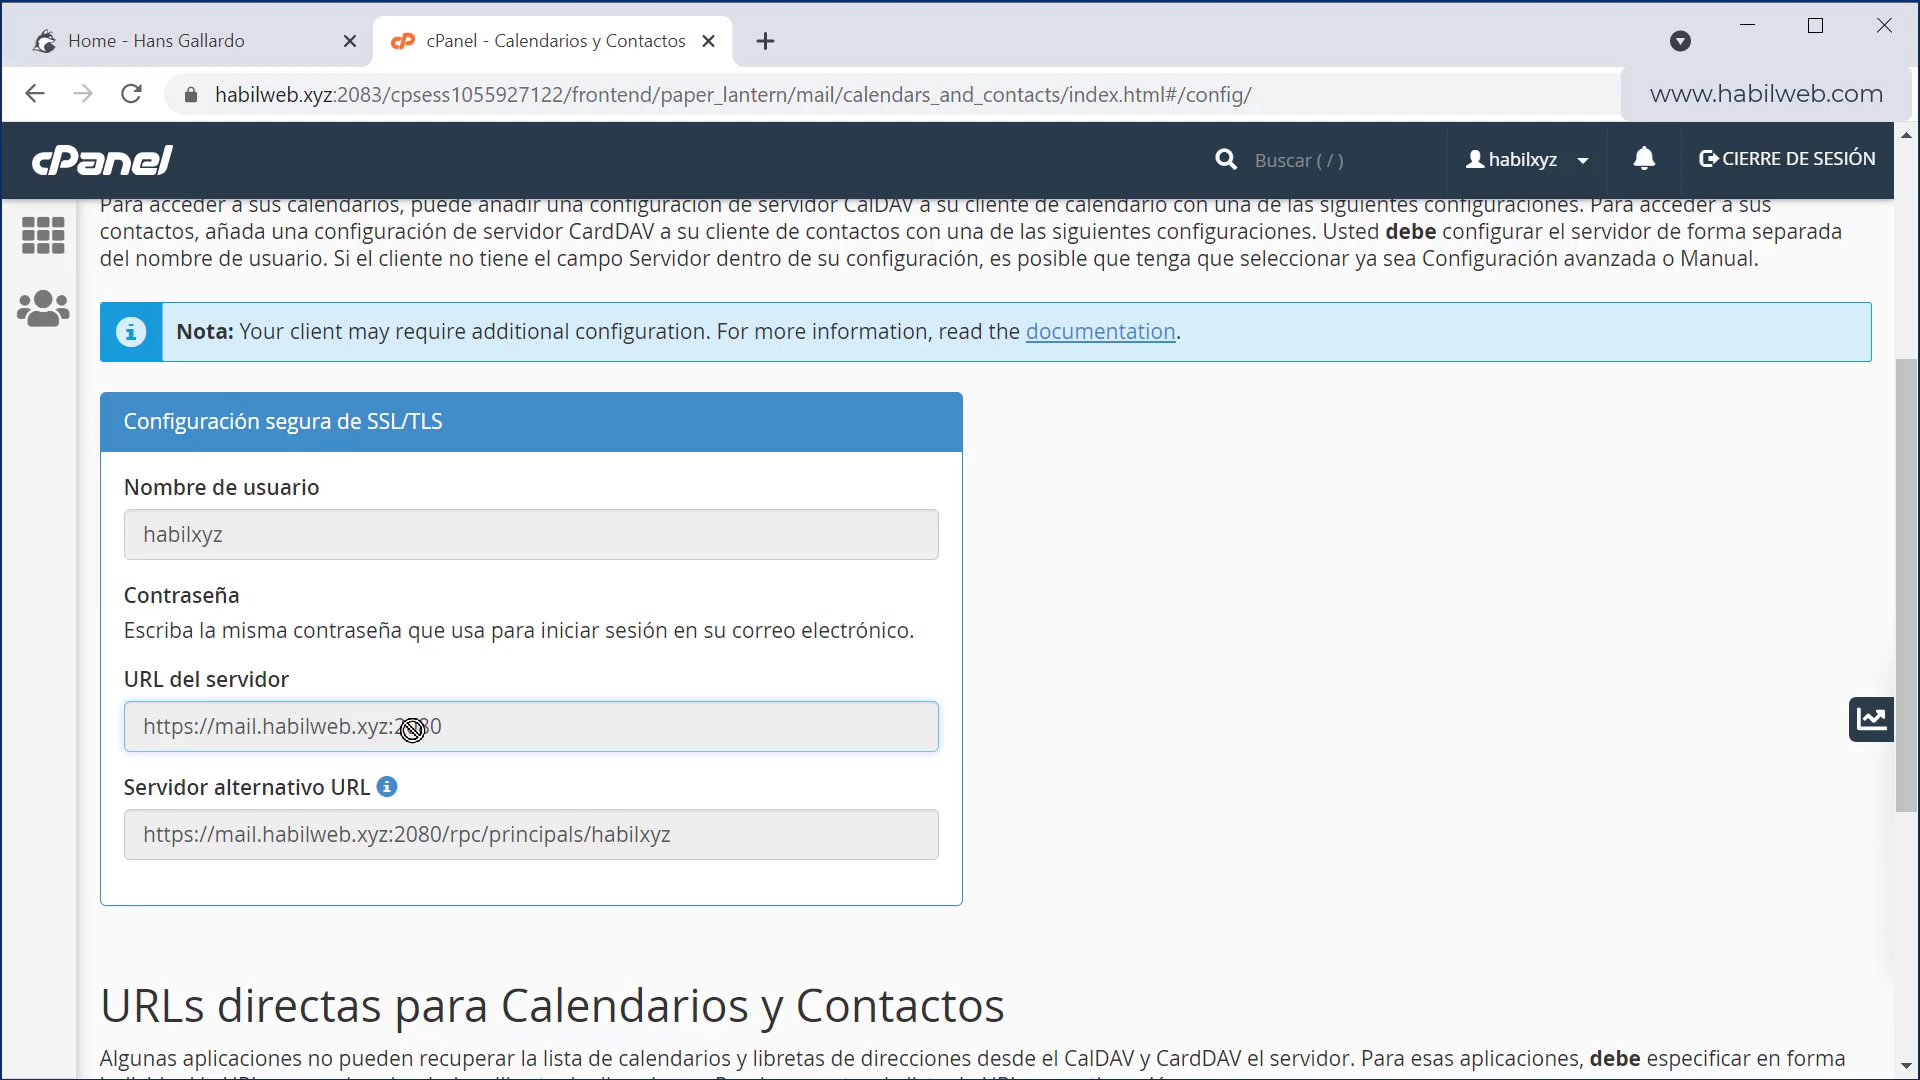 Home - Hans Gallardo
cPanel - Calendarios y Contactos
habilweb.xyz:2083/cpsess1055927122/frontend/paper_lantern/mail/calendars_and_contacts/index.html#/config/
www.habilweb.com
cPanel
Buscar ( / )
habilxyz
CIERRE DE SESIÓN
Para acceder a sus calendarios, puede añadir una configuración de servidor CalDAV a su cliente de calendario con una de las siguientes configuraciones. Para acceder a sus
contactos, añada una configuración de servidor CardDAV a su cliente de contactos con una de las siguientes configuraciones. Usted debe configurar el servidor de forma separada
del nombre de usuario. Si el cliente no tiene el campo Servidor dentro de su configuración, es posible que tenga que seleccionar ya sea Configuración avanzada o Manual.
Nota: Your client may require additional configuration. For more information, read the documentation.
Configuración segura de SSL/TLS
Nombre de usuario
habilxyz
Contraseña
Escriba la misma contraseña que usa para iniciar sesión en su correo electrónico.
URL del servidor
https://mail.habilweb.xyz:2080
Servidor alternativo URL
https://mail.habilweb.xyz:2080/rpc/principals/habilxyz
URLs directas para Calendarios y Contactos
Algunas aplicaciones no pueden recuperar la lista de calendarios y libretas de direcciones desde el CalDAV y CardDAV el servidor. Para esas aplicaciones, debe especificar en forma